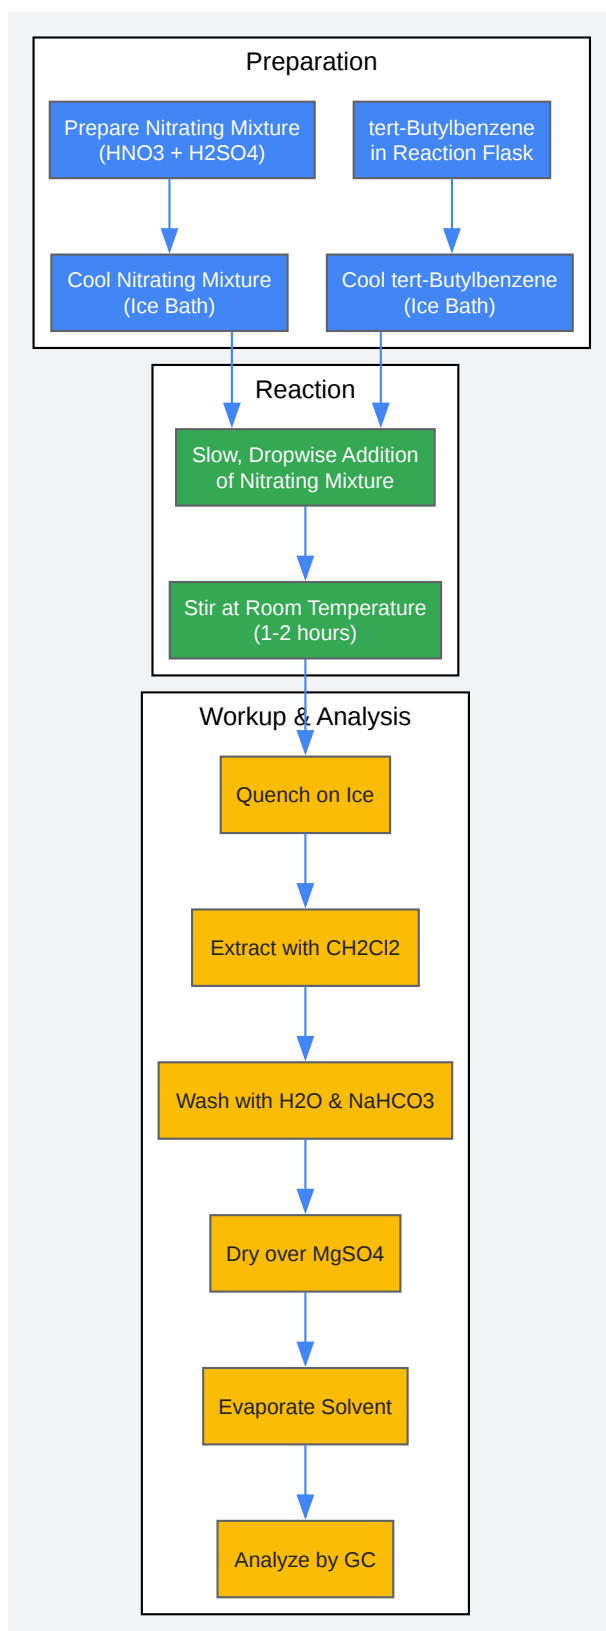 Preparation
Prepare Nitrating Mixture
(HNO3 + H2SO4)
tert-Butylbenzene
in Reaction Flask
Cool Nitrating Mixture
(Ice Bath)
Cool tert-Butylbenzene
(Ice Bath)
Reaction
Slow, Dropwise Addition
of Nitrating Mixture
Stir at Room Temperature
(1-2 hours)
Workup & Analysis
Quench on Ice
Extract with CH2Cl2
Wash with H2O & NaHCO3
Dry over MgSO4
Evaporate Solvent
Analyze by GC